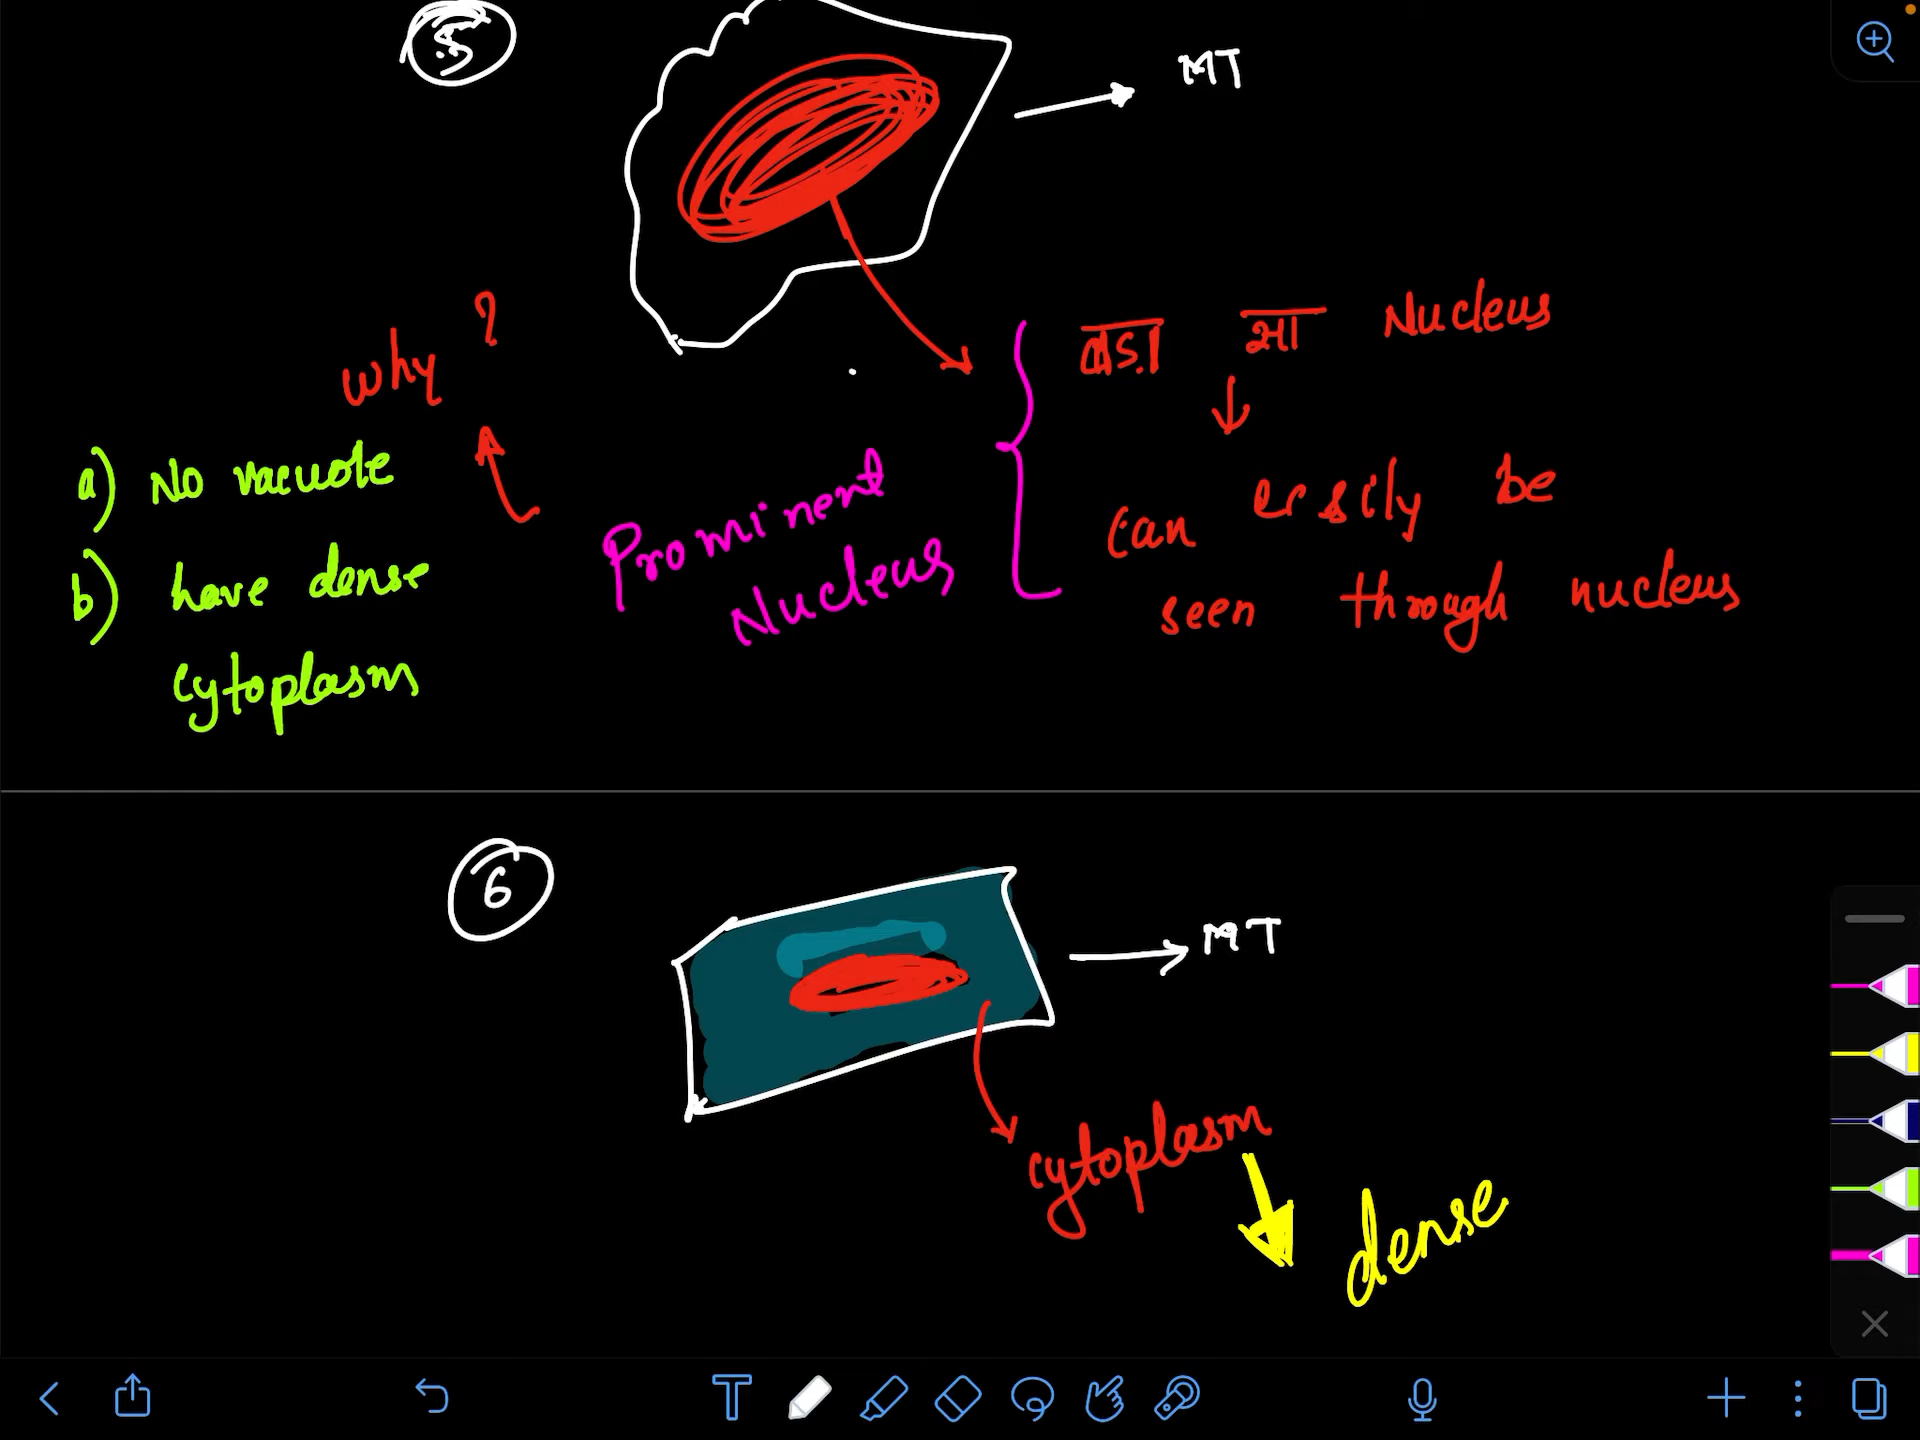 5
MT
Why ?
a) No vacuole
b) have dense
cytoplasm
Prominent
Nucleus
बड़ा सा Nucleus
↓
can ersily be
seen through nucleus
6
MT
cytoplasm
dense